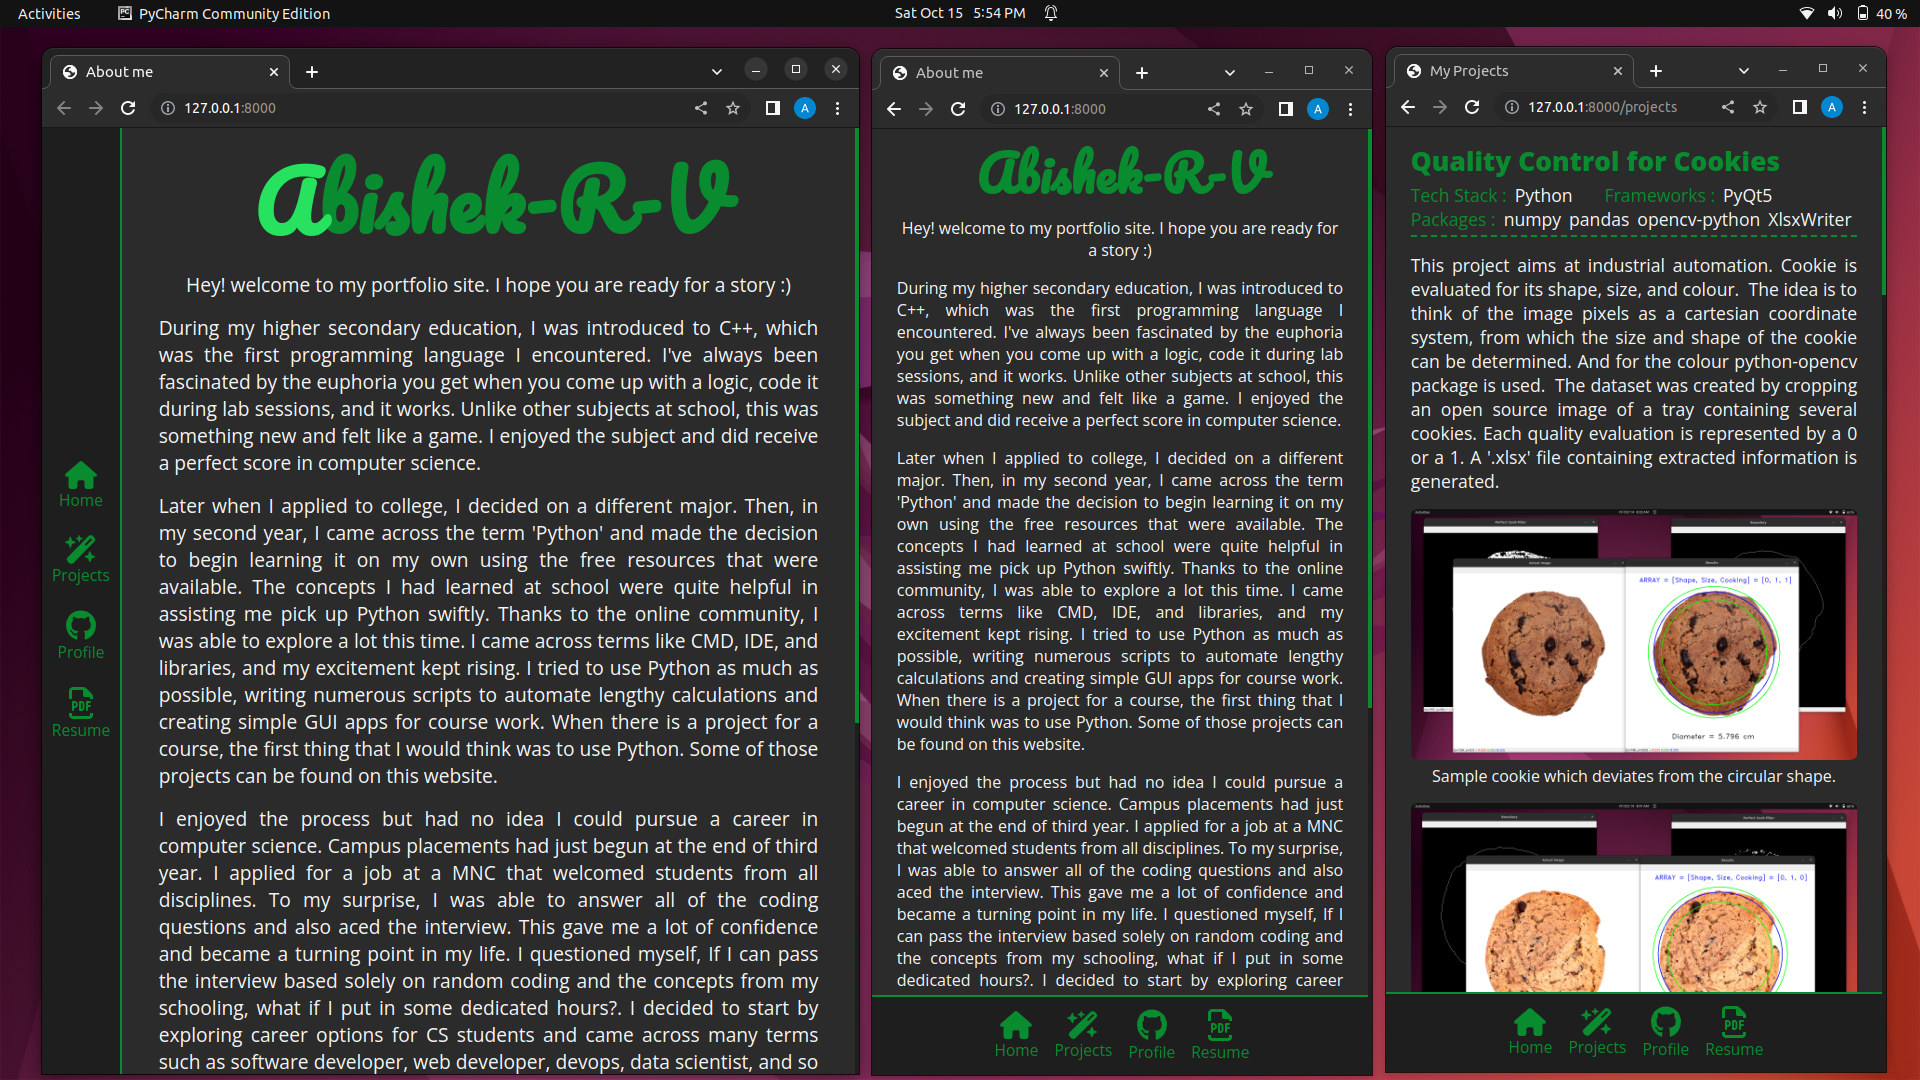 Activities
PyCharm Community Edition
Sat Oct 15 5:54 PM
40 %
About me
127.0.0.1:8000
A
Home
Projects
Profile
Resume
Abishek-R-V
Hey! welcome to my portfolio site. I hope you are ready for a story :)
During my higher secondary education, I was introduced to C++, which
was the first programming language I encountered. I've always been
fascinated by the euphoria you get when you come up with a logic, code it
during lab sessions, and it works. Unlike other subjects at school, this was
something new and felt like a game. I enjoyed the subject and did receive
a perfect score in computer science.
Later when I applied to college, I decided on a different major. Then, in
my second year, I came across the term 'Python' and made the decision
to begin learning it on my own using the free resources that were
available. The concepts I had learned at school were quite helpful in
assisting me pick up Python swiftly. Thanks to the online community, I
was able to explore a lot this time. I came across terms like CMD, IDE, and
libraries, and my excitement kept rising. I tried to use Python as much as
possible, writing numerous scripts to automate lengthy calculations and
creating simple GUI apps for course work. When there is a project for a
course, the first thing that I would think was to use Python. Some of those
projects can be found on this website.
I enjoyed the process but had no idea I could pursue a career in
computer science. Campus placements had just begun at the end of third
year. I applied for a job at a MNC that welcomed students from all
disciplines. To my surprise, I was able to answer all of the coding
questions and also aced the interview. This gave me a lot of confidence
and became a turning point in my life. I questioned myself, If I can pass
the interview based solely on random coding and the concepts from my
schooling, what if I put in some dedicated hours?. I decided to start by
exploring career options for CS students and came across many terms
such as software developer, web developer, devops, data scientist, and so
About me
127.0.0.1:8000
A
Abishek-R-V
Hey! welcome to my portfolio site. I hope you are ready for
a story :)
During my higher secondary education, I was introduced to
C++, which was the first programming language I
encountered. I've always been fascinated by the euphoria
you get when you come up with a logic, code it during lab
sessions, and it works. Unlike other subjects at school, this
was something new and felt like a game. I enjoyed the
subject and did receive a perfect score in computer science.
Later when I applied to college, I decided on a different
major. Then, in my second year, I came across the term
'Python' and made the decision to begin learning it on my
own using the free resources that were available. The
concepts I had learned at school were quite helpful in
assisting me pick up Python swiftly. Thanks to the online
community, I was able to explore a lot this time. I came
across terms like CMD, IDE, and libraries, and my
excitement kept rising. I tried to use Python as much as
possible, writing numerous scripts to automate lengthy
calculations and creating simple GUI apps for course work.
When there is a project for a course, the first thing that I
would think was to use Python. Some of those projects can
be found on this website.
I enjoyed the process but had no idea I could pursue a
career in computer science. Campus placements had just
begun at the end of third year. I applied for a job at a MNC
that welcomed students from all disciplines. To my surprise,
I was able to answer all of the coding questions and also
aced the interview. This gave me a lot of confidence and
became a turning point in my life. I questioned myself, If I
can pass the interview based solely on random coding and
the concepts from my schooling, what if I put in some
dedicated hours?. I decided to start by exploring career
Home
Projects
Profile
Resume
My Projects
127.0.0.1:8000/projects
A
Quality Control for Cookies
Tech Stack : Python Frameworks : PyQt5
Packages : numpy pandas opencv-python XlsxWriter
This project aims at industrial automation. Cookie is
evaluated for its shape, size, and colour. The idea is to
think of the image pixels as a cartesian coordinate
system, from which the size and shape of the cookie
can be determined. And for the colour python-opencv
package is used. The dataset was created by cropping
an open source image of a tray containing several
cookies. Each quality evaluation is represented by a 0
or a 1. A '.xlsx' file containing extracted information is
generated.
ARRAY = [Shape, Size, Cooking] = [0, 1, 1]
Diameter = 5.796 cm
Sample cookie which deviates from the circular shape.
ARRAY = [Shape, Size, Cooking] = [0, 1, 0]
Home
Projects
Profile
Resume